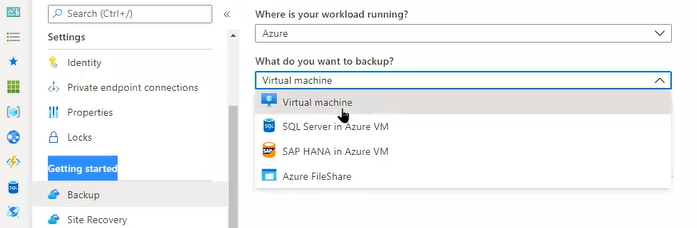 Search (Ctrl+/)
Settings
Identity
Private endpoint connections
Properties
Locks
Getting started
Backup
Site Recovery
Where is your workload running?
Azure
What do you want to backup?
Virtual machine
Virtual machine
SQL Server in Azure VM
SAP HANA in Azure VM
Azure FileShare